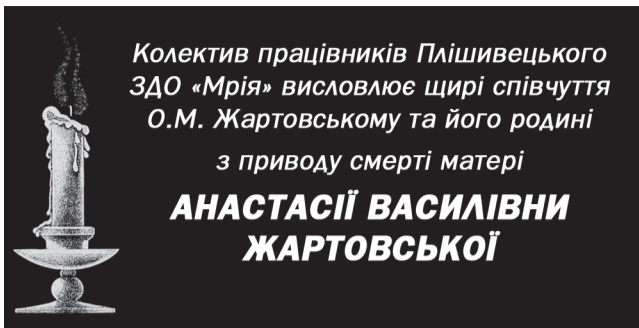 Колектив працівників Плішивецького
ЗДО «Мрія» висловлює щирі співчуття
О.М. Жартовському та його родині
з приводу смерті матері
АНАСТАСІЇ ВАСИЛІВНИ
ЖАРТОВСЬКОЇ